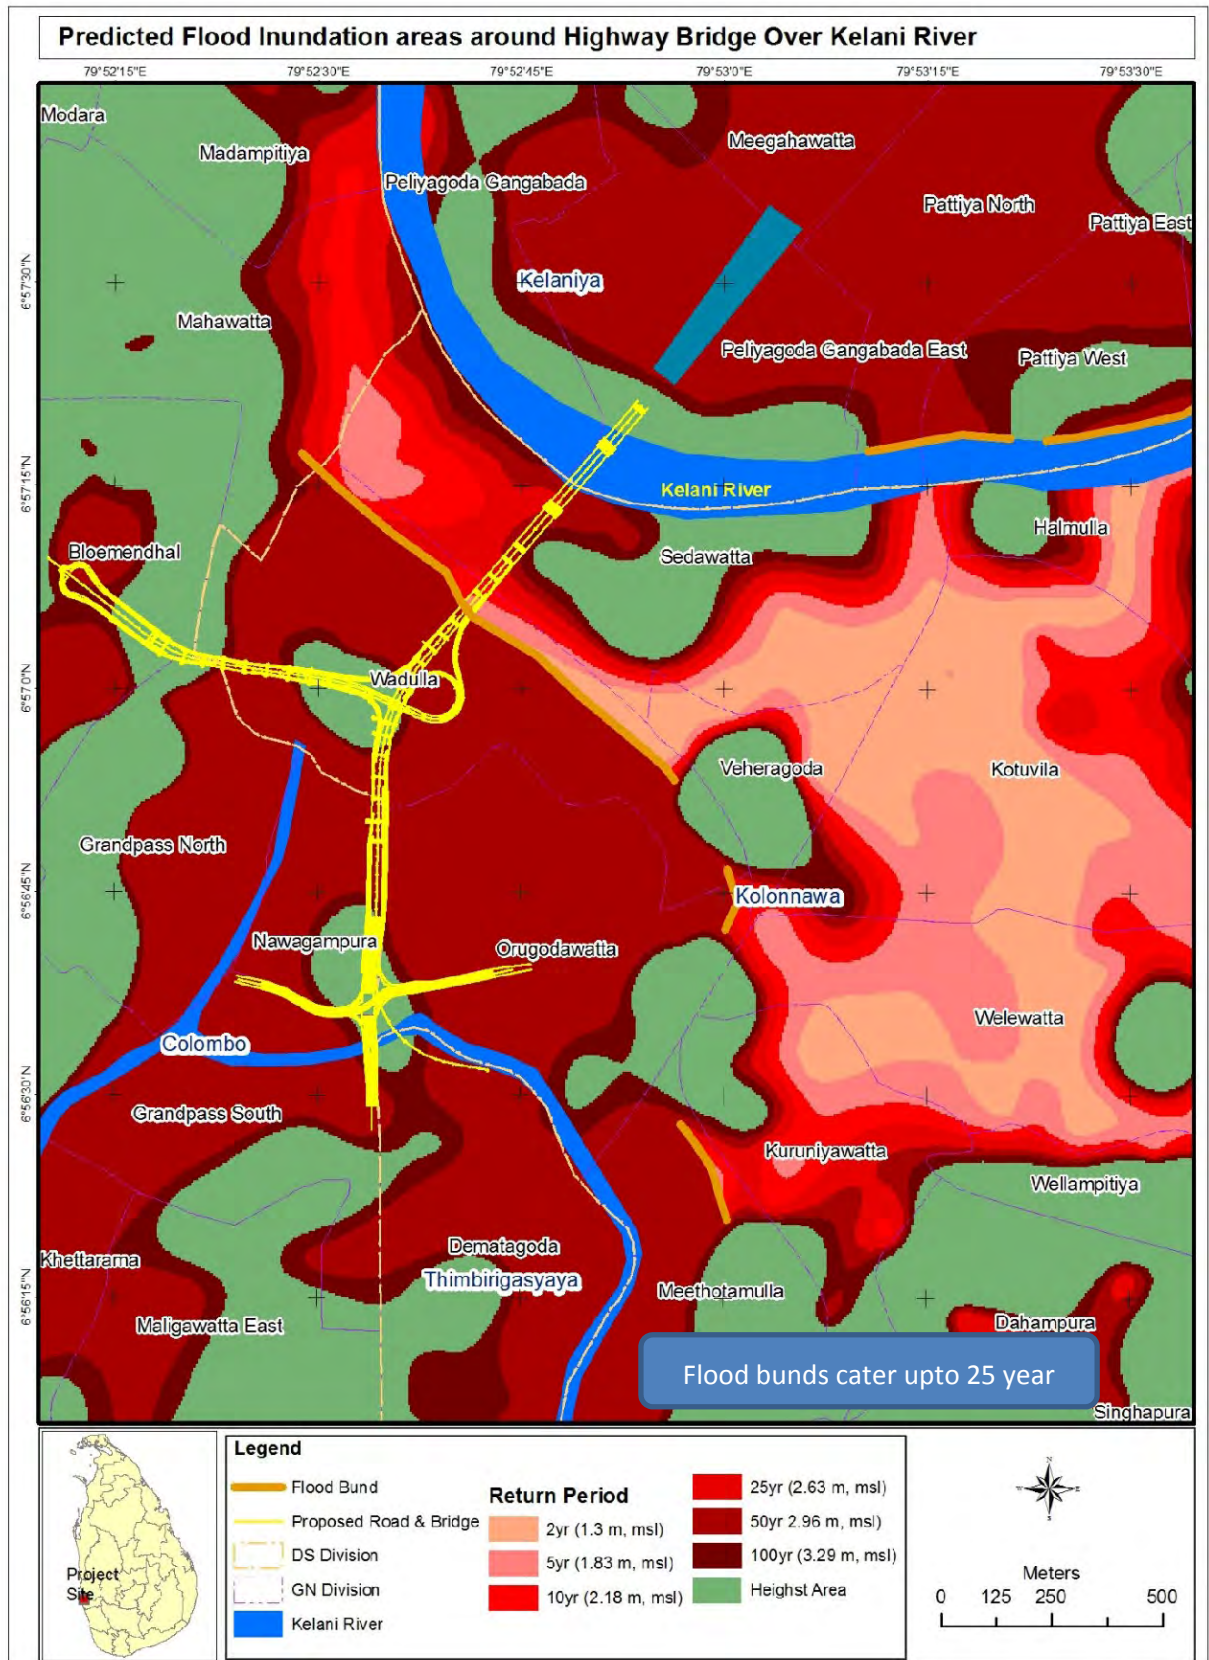 Predicted Flood Inundation areas around Highway Bridge Over Kelani River
79°52'15"E 79°52'30"E 79°52'45"E 79°53'0"E 79°53'15"E 79°53'30"E
Modara
Madampitiya
Meegahawatta
Peliyagoda Gangabada
Pattiya North
Pattiya East
6°57'30"N
Kelaniya
Mahawatta
Peliyagoda Gangabada East
Pattiya West
6°57'15"N
Kelani River
Halmulla
Bloemendhal
Sedawatta
6°57'0"N
Wadulla
Veheragoda
Kotuvila
Grandpass North
6°56'45"N
Kolonnawa
Nawagampura
Orugodawatta
Welewatta
Colombo
6°56'30"N
Grandpass South
Kuruniyawatta
Wellampitiya
Khettarama
Dematagoda
Thimbirigasyaya
6°56'15"N
Meethotamulla
Maligawatta East
Dahampura
Flood bunds cater upto 25 year
Singhapura
Project
Site
Legend
Flood Bund
Proposed Road & Bridge
DS Division
GN Division
Kelani River
Return Period
2yr (1.3 m, msl)
5yr (1.83 m, msl)
10yr (2.18 m, msl)
25yr (2.63 m, msl)
50yr 2.96 m, msl)
100yr (3.29 m, msl)
Heighst Area
N
E
S
W
Meters
0 125 250 500